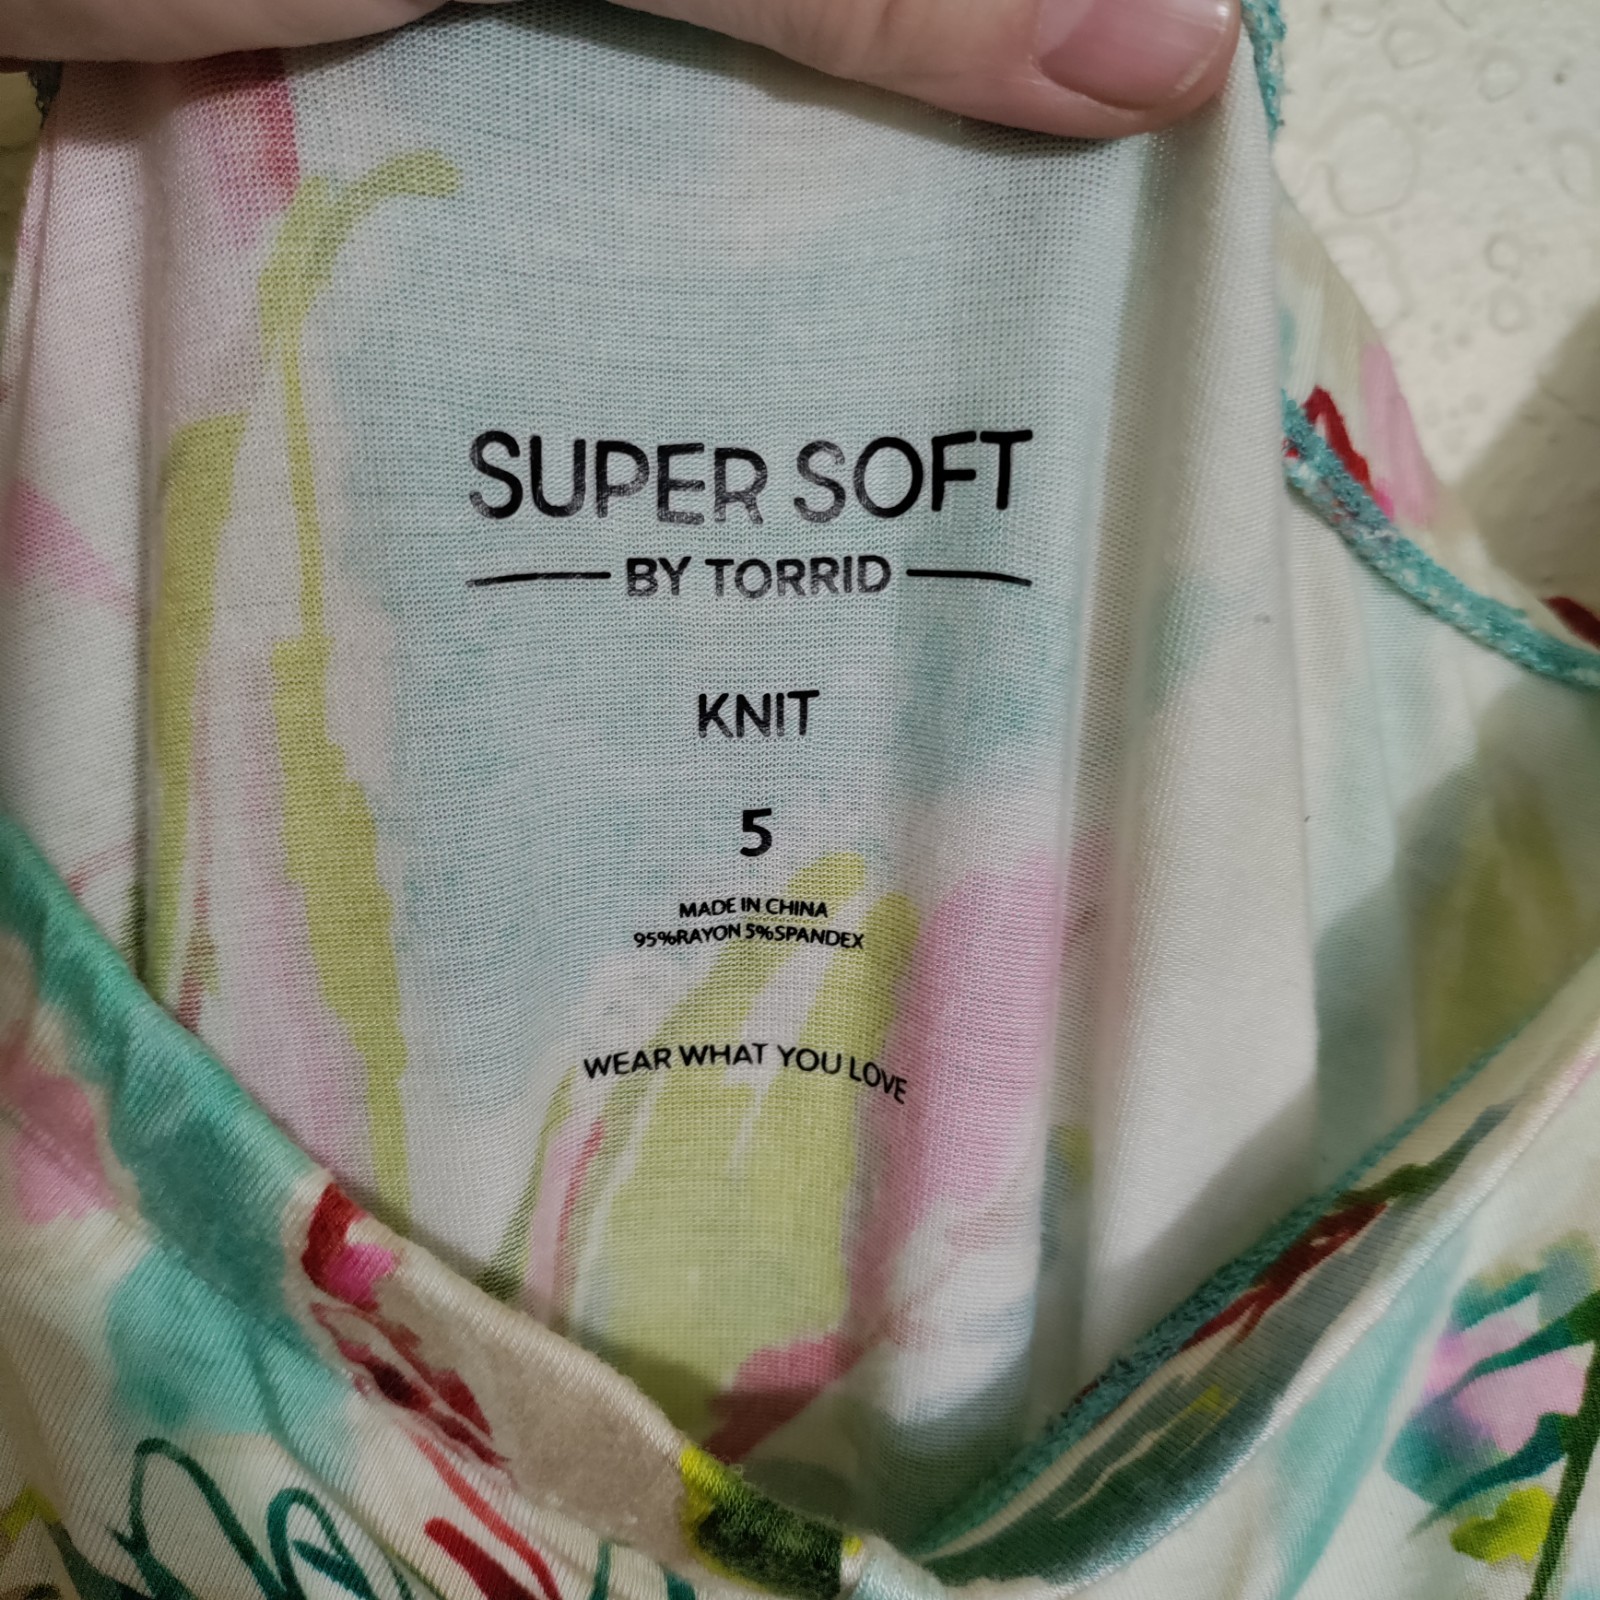 SUPER SOFT
BY TORRID
KNIT
5
MADE IN CHINA
95%RAYON 5%SPANDEX
WEAR WHAT YOU LOVE